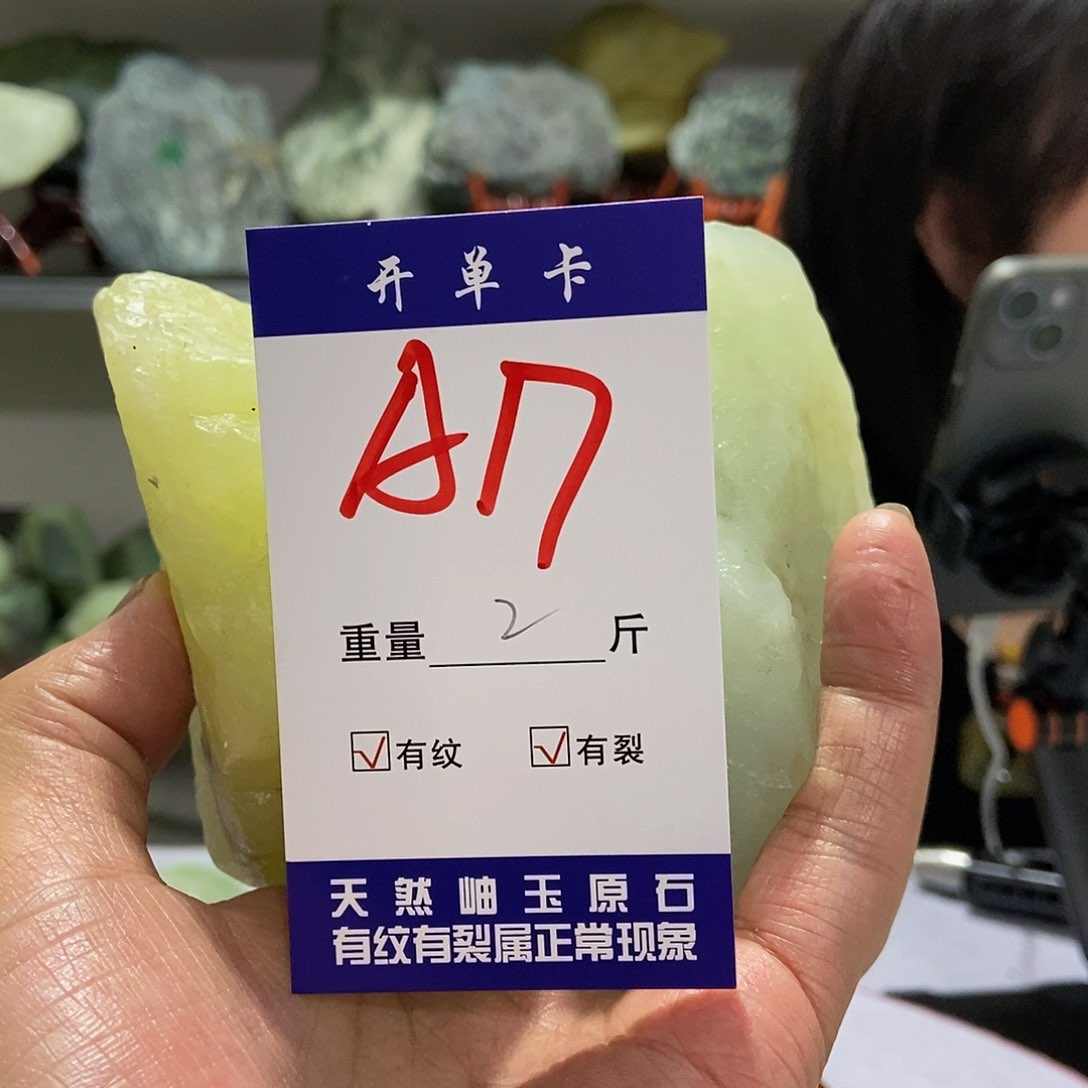 开单卡
A17
重量 2 斤
☑有纹 ☑有裂
天然岫玉原石
有纹有裂属正常现象